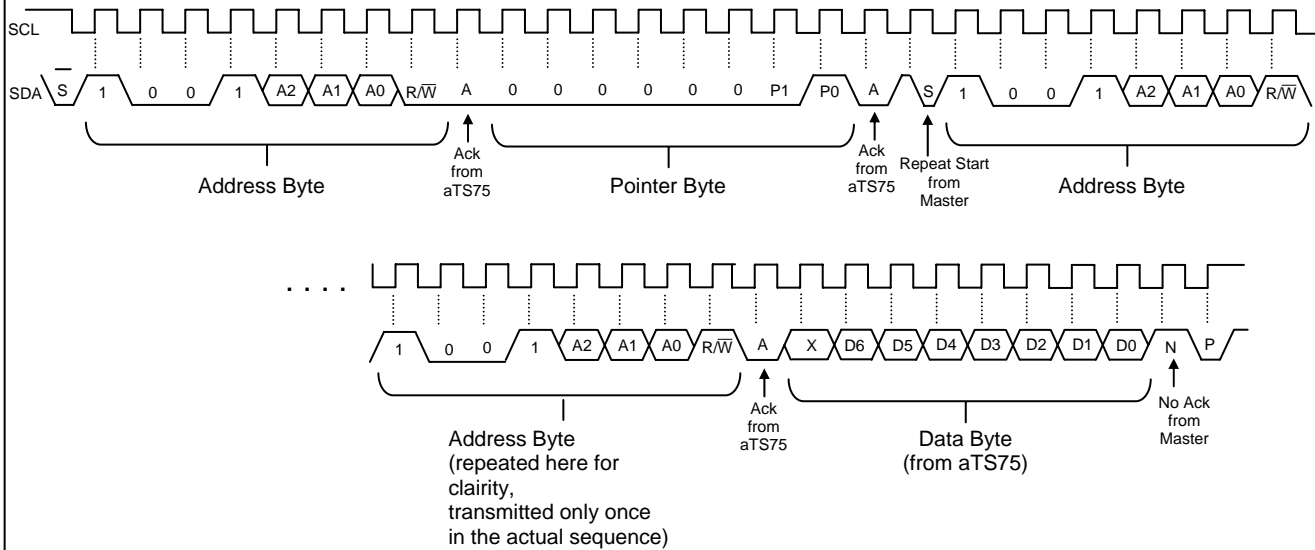 SCL
SDA S̅ 1 0 0 1 A2 A1 A0 R/W̅ A 0 0 0 0 0 0 P1 P0 A S 1 0 0 1 A2 A1 A0 R/W̅
Ack
from
aTS75
Ack
from
aTS75
Repeat Start
from
Master
Address Byte
Pointer Byte
Address Byte
. . . .
1 0 0 1 A2 A1 A0 R/W̅ A X D6 D5 D4 D3 D2 D1 D0 N P
Ack
from
aTS75
No Ack
from
Master
Address Byte
(repeated here for
clairity,
transmitted only once
in the actual sequence)
Data Byte
(from aTS75)